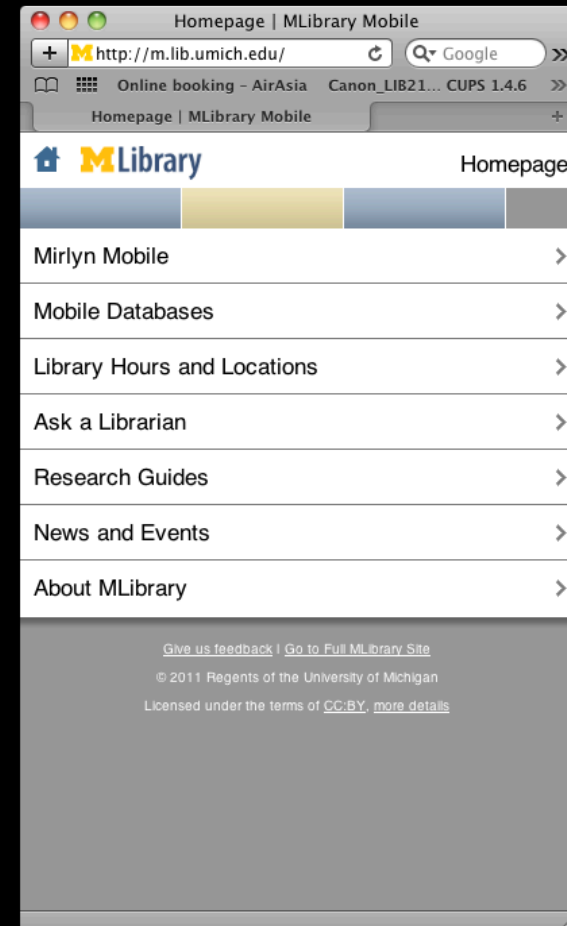 Homepage | MLibrary Mobile
+ M http://m.lib.umich.edu/ Google »
Online booking – AirAsia Canon_LIB21... CUPS 1.4.6 »
Homepage | MLibrary Mobile +
MLibrary Homepage
Mirlyn Mobile
Mobile Databases
Library Hours and Locations
Ask a Librarian
Research Guides
News and Events
About MLibrary
Give us feedback | Go to Full MLibrary Site
© 2011 Regents of the University of Michigan
Licensed under the terms of CC:BY, more details